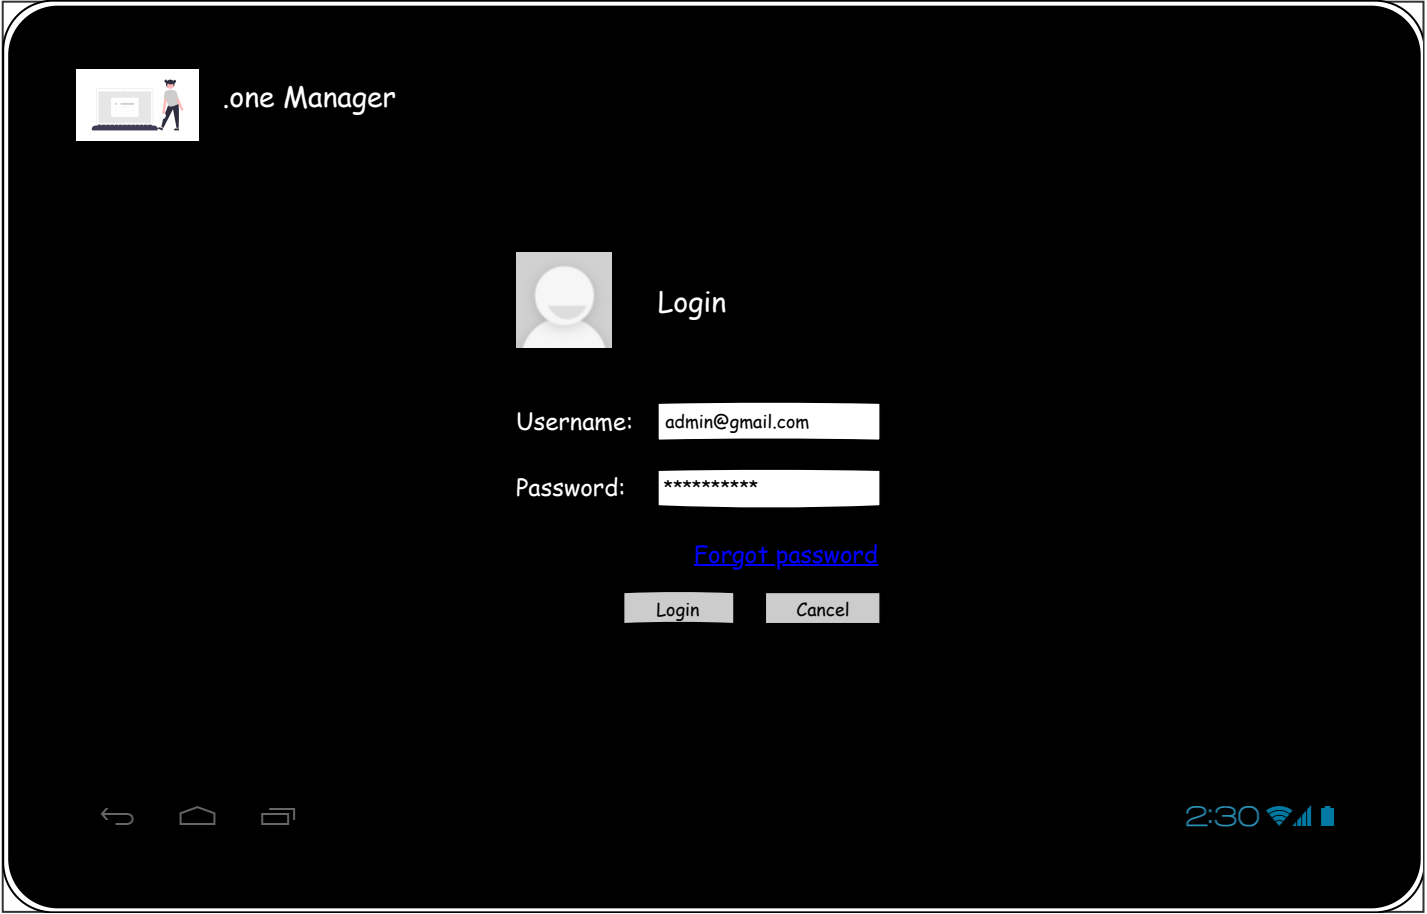 .one Manager
Login
Username: admin@gmail.com
Password: **********
Forgot password
Login Cancel
2:30